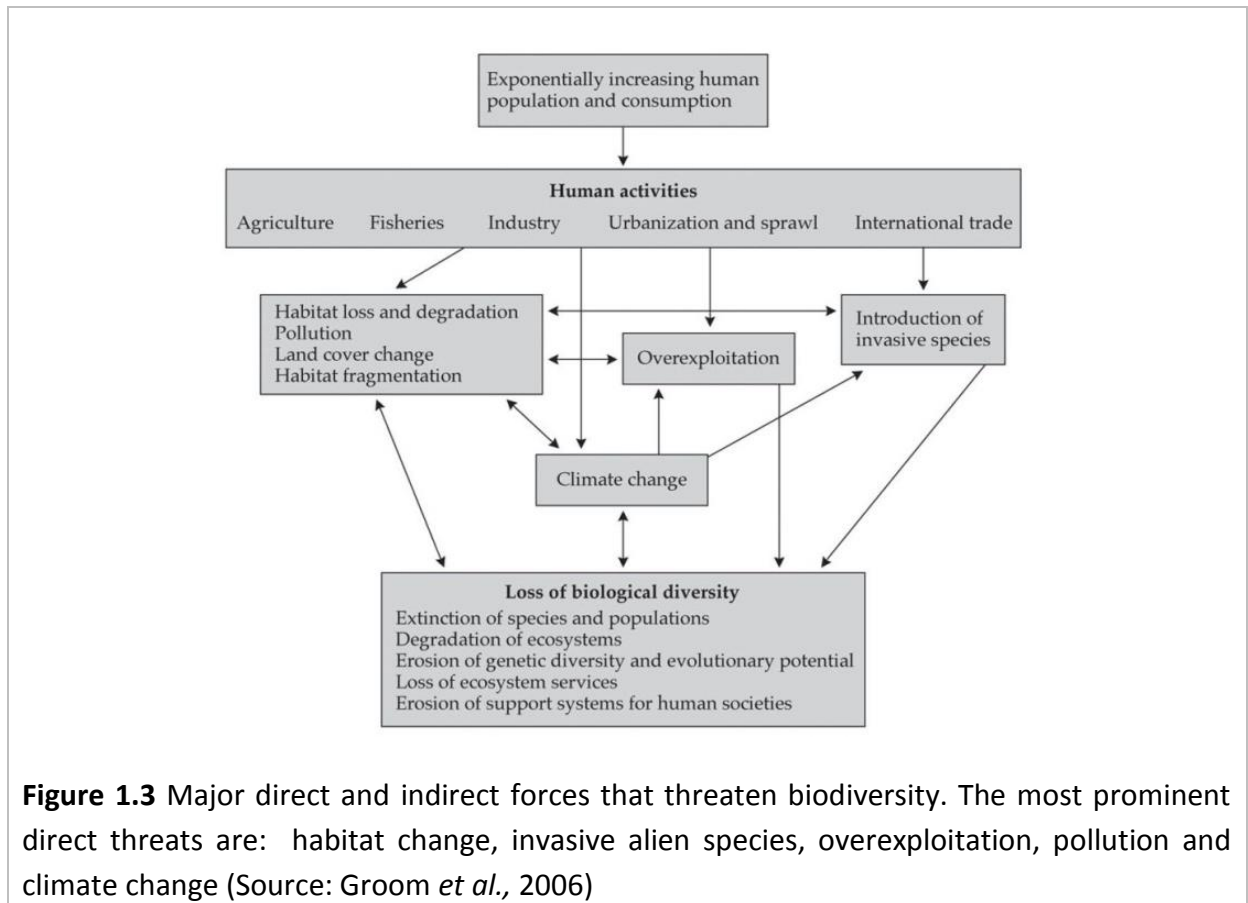 Exponentially increasing human
population and consumption
Human activities
Agriculture Fisheries Industry Urbanization and sprawl International trade
Habitat loss and degradation
Pollution
Land cover change
Habitat fragmentation
Introduction of
invasive species
Overexploitation
Climate change
Loss of biological diversity
Extinction of species and populations
Degradation of ecosystems
Erosion of genetic diversity and evolutionary potential
Loss of ecosystem services
Erosion of support systems for human societies
Figure 1.3 Major direct and indirect forces that threaten biodiversity. The most prominent
direct threats are: habitat change, invasive alien species, overexploitation, pollution and
climate change (Source: Groom et al., 2006)